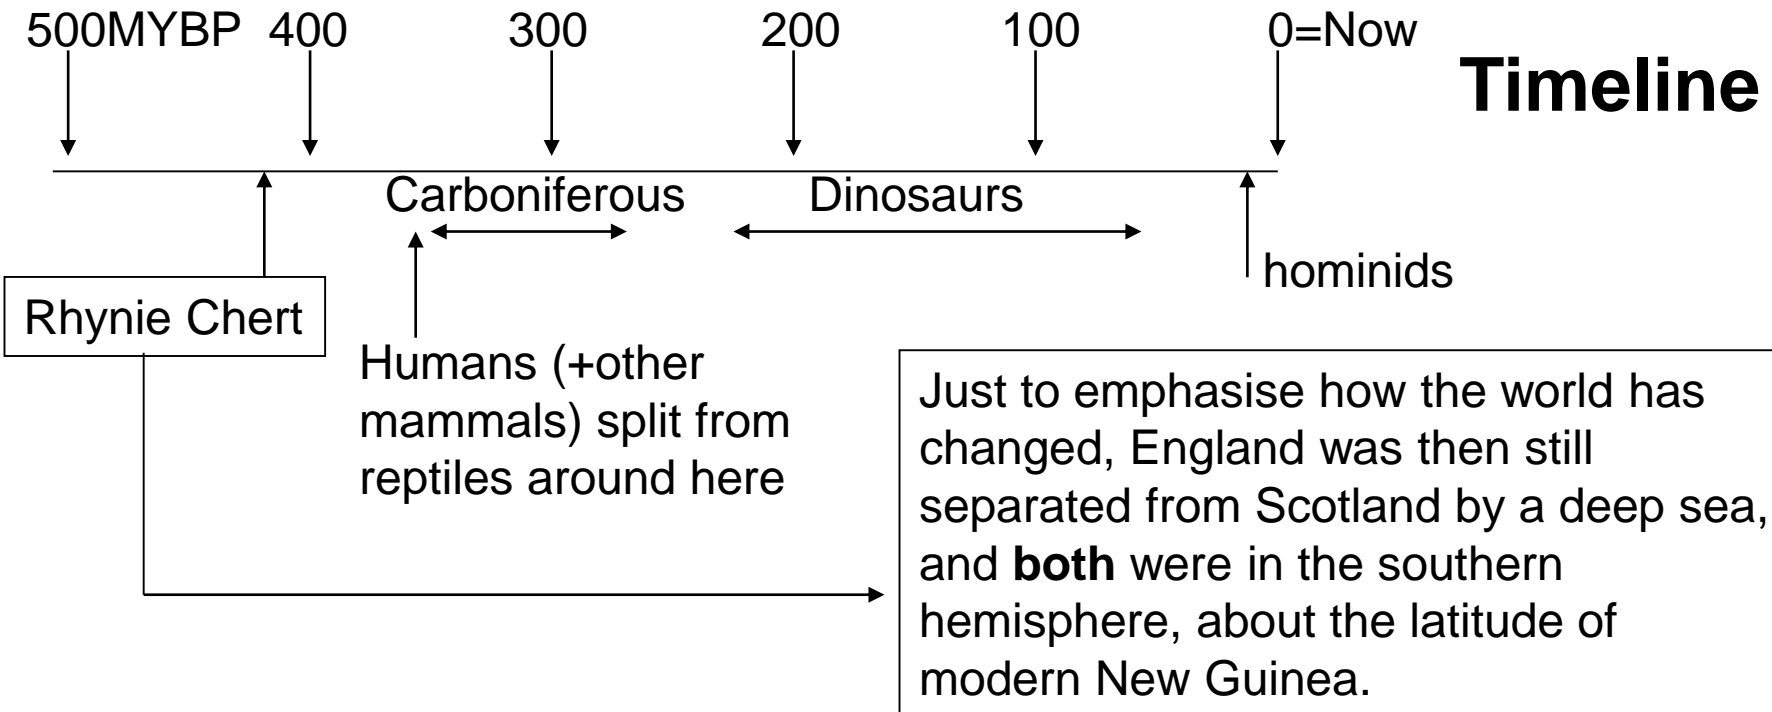 500MYBP 400 300 200 100 0=Now
Timeline
Carboniferous Dinosaurs
hominids
Rhynie Chert
Humans (+other
mammals) split from
reptiles around here
Just to emphasise how the world has
changed, England was then still
separated from Scotland by a deep sea,
and both were in the southern
hemisphere, about the latitude of
modern New Guinea.